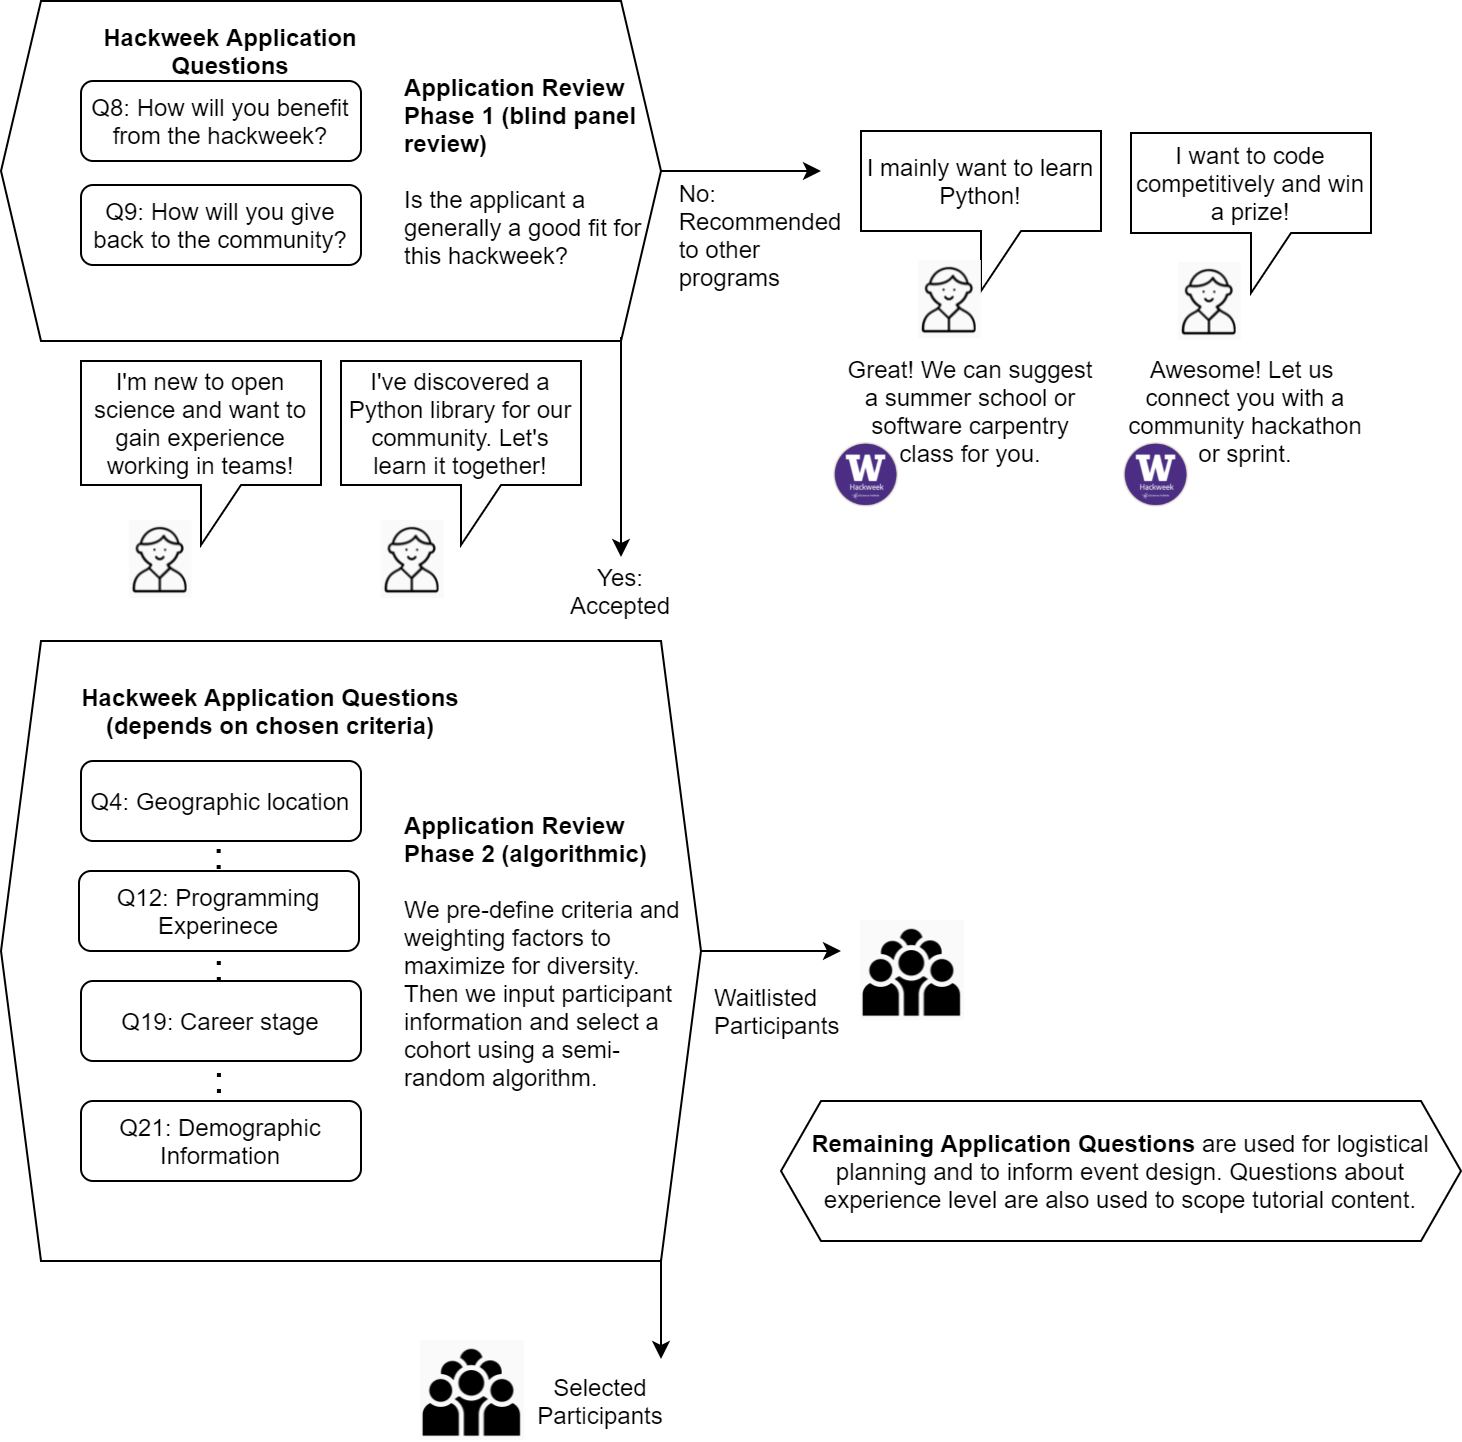 Hackweek Application
Questions
Q8: How will you benefit
from the hackweek?
Q9: How will you give
back to the community?
Application Review
Phase 1 (blind panel
review)
Is the applicant a
generally a good fit for
this hackweek?
No:
Recommended
to other
programs
I mainly want to learn
Python!
I want to code
competitively and win
a prize!
Great! We can suggest
a summer school or
software carpentry
class for you.
W
Hackweek
Awesome! Let us
connect you with a
community hackathon
or sprint.
W
Hackweek
I'm new to open
science and want to
gain experience
working in teams!
I've discovered a
Python library for our
community. Let's
learn it together!
Yes:
Accepted
Hackweek Application Questions
(depends on chosen criteria)
Q4: Geographic location
Q12: Programming
Experinece
Q19: Career stage
Q21: Demographic
Information
Application Review
Phase 2 (algorithmic)
We pre-define criteria and
weighting factors to
maximize for diversity.
Then we input participant
information and select a
cohort using a semi-
random algorithm.
Waitlisted
Participants
Remaining Application Questions are used for logistical
planning and to inform event design. Questions about
experience level are also used to scope tutorial content.
Selected
Participants